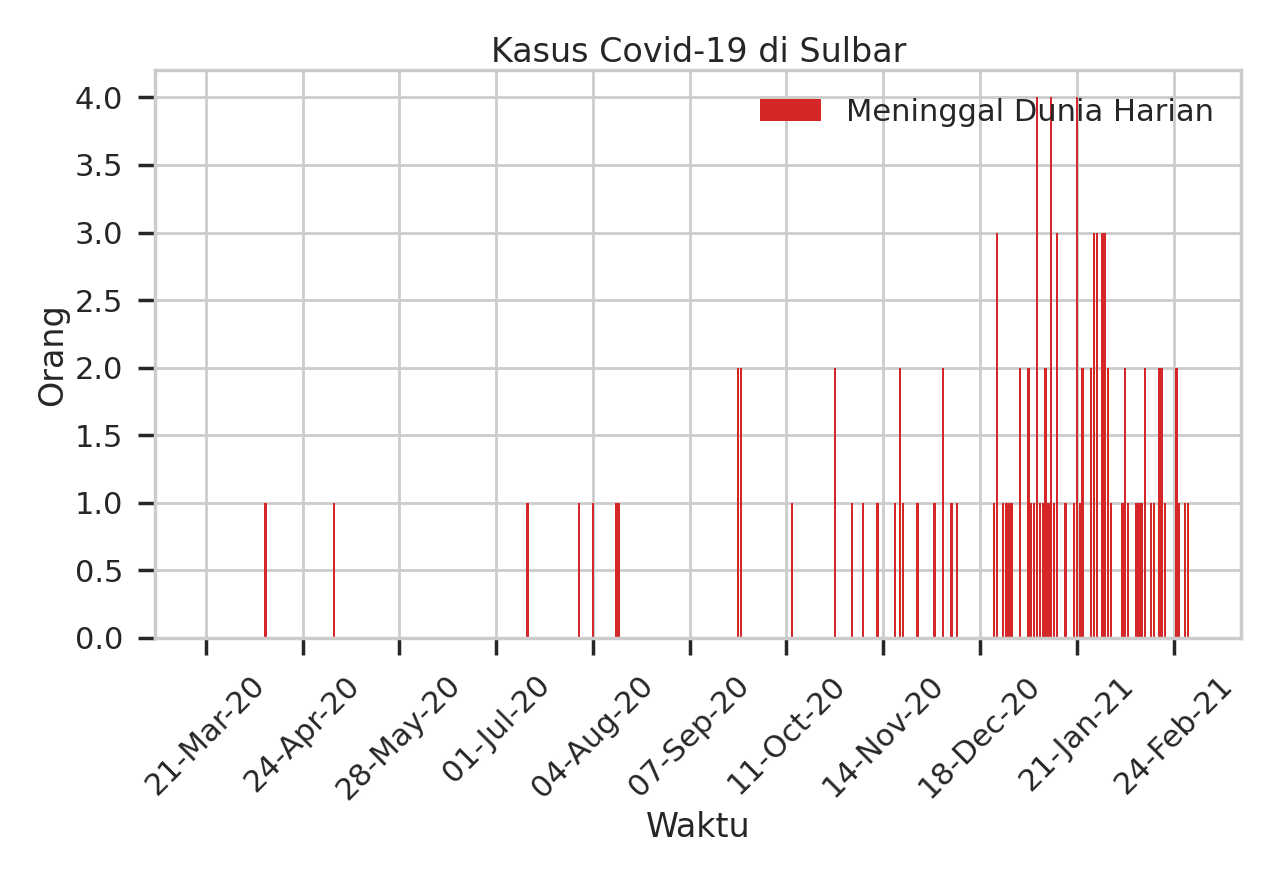 Kasus Covid-19 di Sulbar
Meninggal Dunia Harian
Orang
4.0
3.5
3.0
2.5
2.0
1.5
1.0
0.5
0.0
21-Mar-20
24-Apr-20
28-May-20
01-Jul-20
04-Aug-20
07-Sep-20
11-Oct-20
14-Nov-20
18-Dec-20
21-Jan-21
24-Feb-21
Waktu